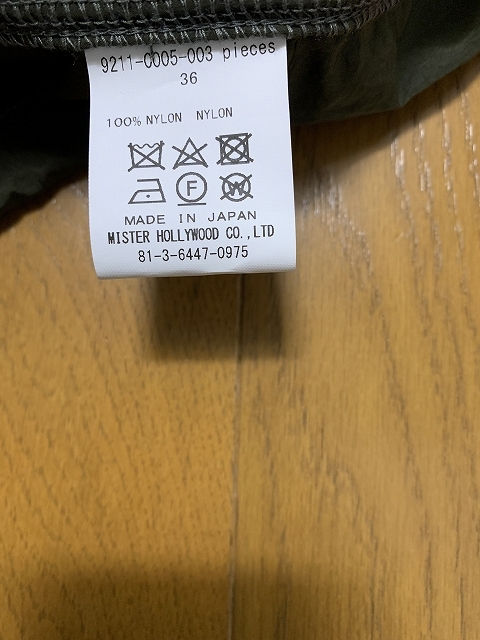 9211-C005-003 pieces
36
100% NYLON NYLON
F W
MADE IN JAPAN
MISTER HOLLYWOOD CO.,LTD
81-3-6447-0975